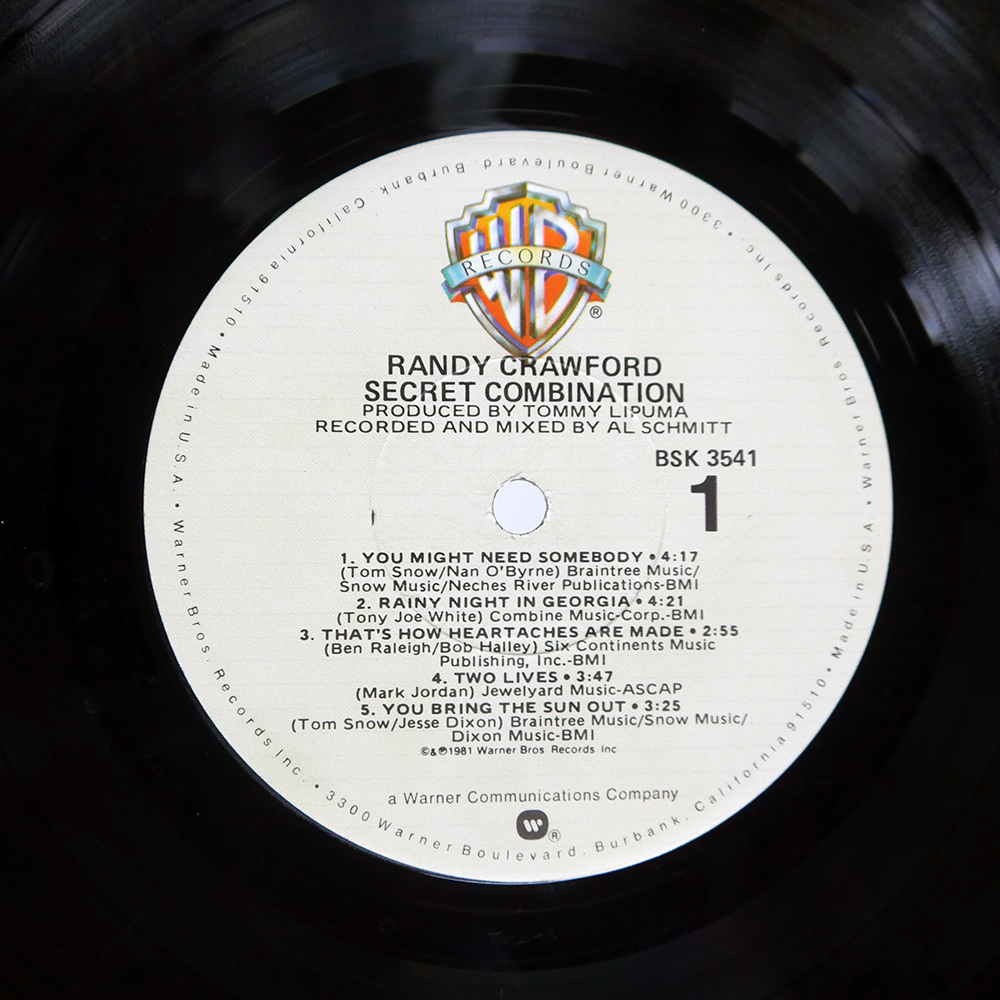 WB
RECORDS
®
RANDY CRAWFORD
SECRET COMBINATION
PRODUCED BY TOMMY LIPUMA
RECORDED AND MIXED BY AL SCHMITT
BSK 3541
1
1. YOU MIGHT NEED SOMEBODY • 4:17
(Tom Snow/Nan O'Byrne) Braintree Music/
Snow Music/Neches River Publications-BMI
2. RAINY NIGHT IN GEORGIA • 4:21
(Tony Joe White) Combine Music-Corp.-BMI
3. THAT'S HOW HEARTACHES ARE MADE • 2:55
(Ben Raleigh/Bob Halley) Six Continents Music
Publishing, Inc.-BMI
4. TWO LIVES • 3:47
(Mark Jordan) Jewelyard Music-ASCAP
5. YOU BRING THE SUN OUT • 3:25
(Tom Snow/Jesse Dixon) Braintree Music/Snow Music/
Dixon Music-BMI
©&℗1981 Warner Bros Records Inc
a Warner Communications Company
W®
Warner Bros. Records Inc. • 3300 Warner Boulevard. Burbank. California 91510 • Made in U.S.A • Warner Bros Records Inc. • 3300 Warner Boulevard. Burbank. California 91510 • Made in U.S.A. •